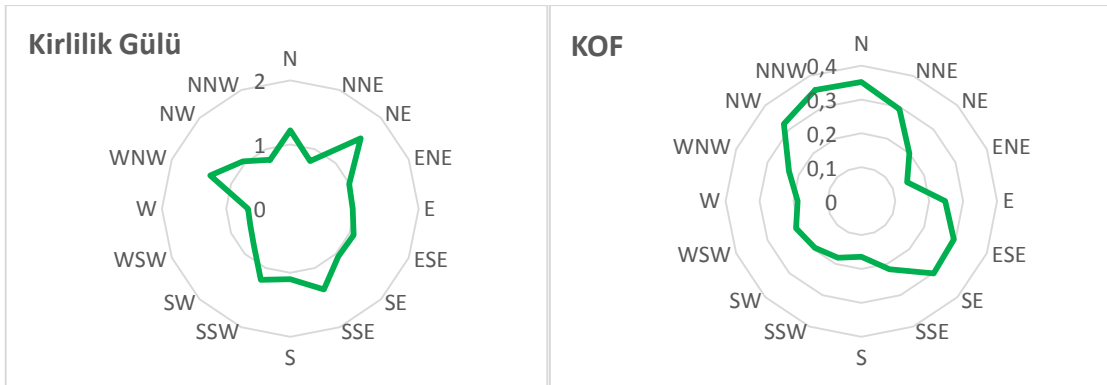 Kirlilik Gülü
N
NNE
NE
ENE
E
ESE
SE
SSE
S
SSW
SW
WSW
W
WNW
NW
NNW
2
1
0
KOF
N
NNE
NE
ENE
E
ESE
SE
SSE
S
SSW
SW
WSW
W
WNW
NW
NNW
0,4
0,3
0,2
0,1
0